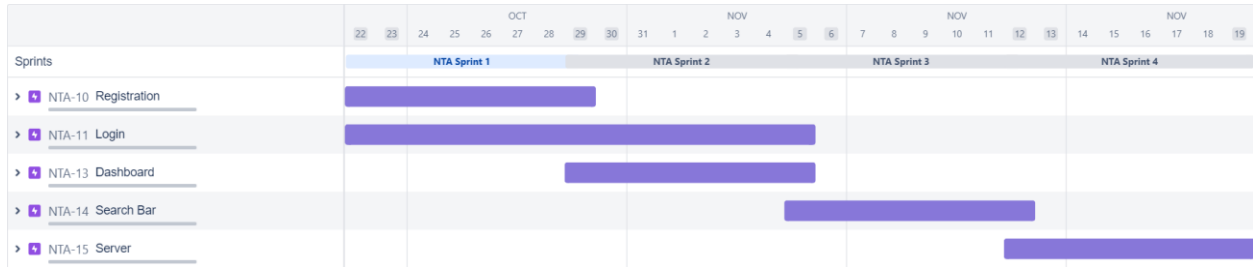 OCT NOV NOV NOV
22 23 24 25 26 27 28 29 30 31 1 2 3 4 5 6 7 8 9 10 11 12 13 14 15 16 17 18 19
Sprints NTA Sprint 1 NTA Sprint 2 NTA Sprint 3 NTA Sprint 4
NTA-10 Registration
NTA-11 Login
NTA-13 Dashboard
NTA-14 Search Bar
NTA-15 Server